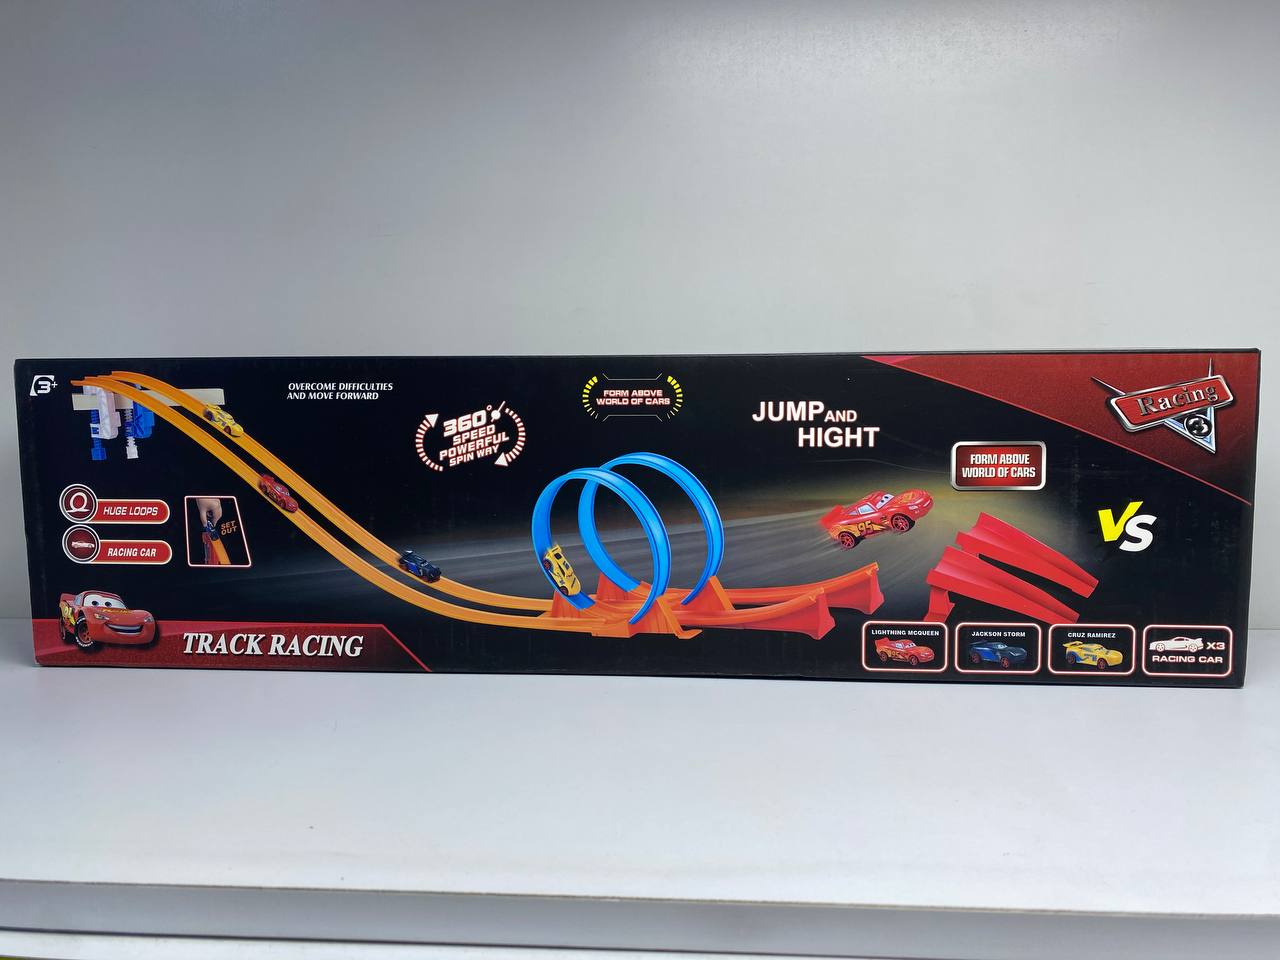 3+
OVERCOME DIFFICULTIES
AND MOVE FORWARD
360°
SPEED
POWERFUL
SPIN WAY
FORM ABOVE
WORLD OF CARS
JUMP AND
HIGHT
FORM ABOVE
WORLD OF CARS
Racing
3
VS
HUGE LOOPS
RACING CAR
SET
OUT
95
TRACK RACING
LIGHTNING MCQUEEN
JACKSON STORM
CRUZ RAMIREZ
X3
RACING CAR